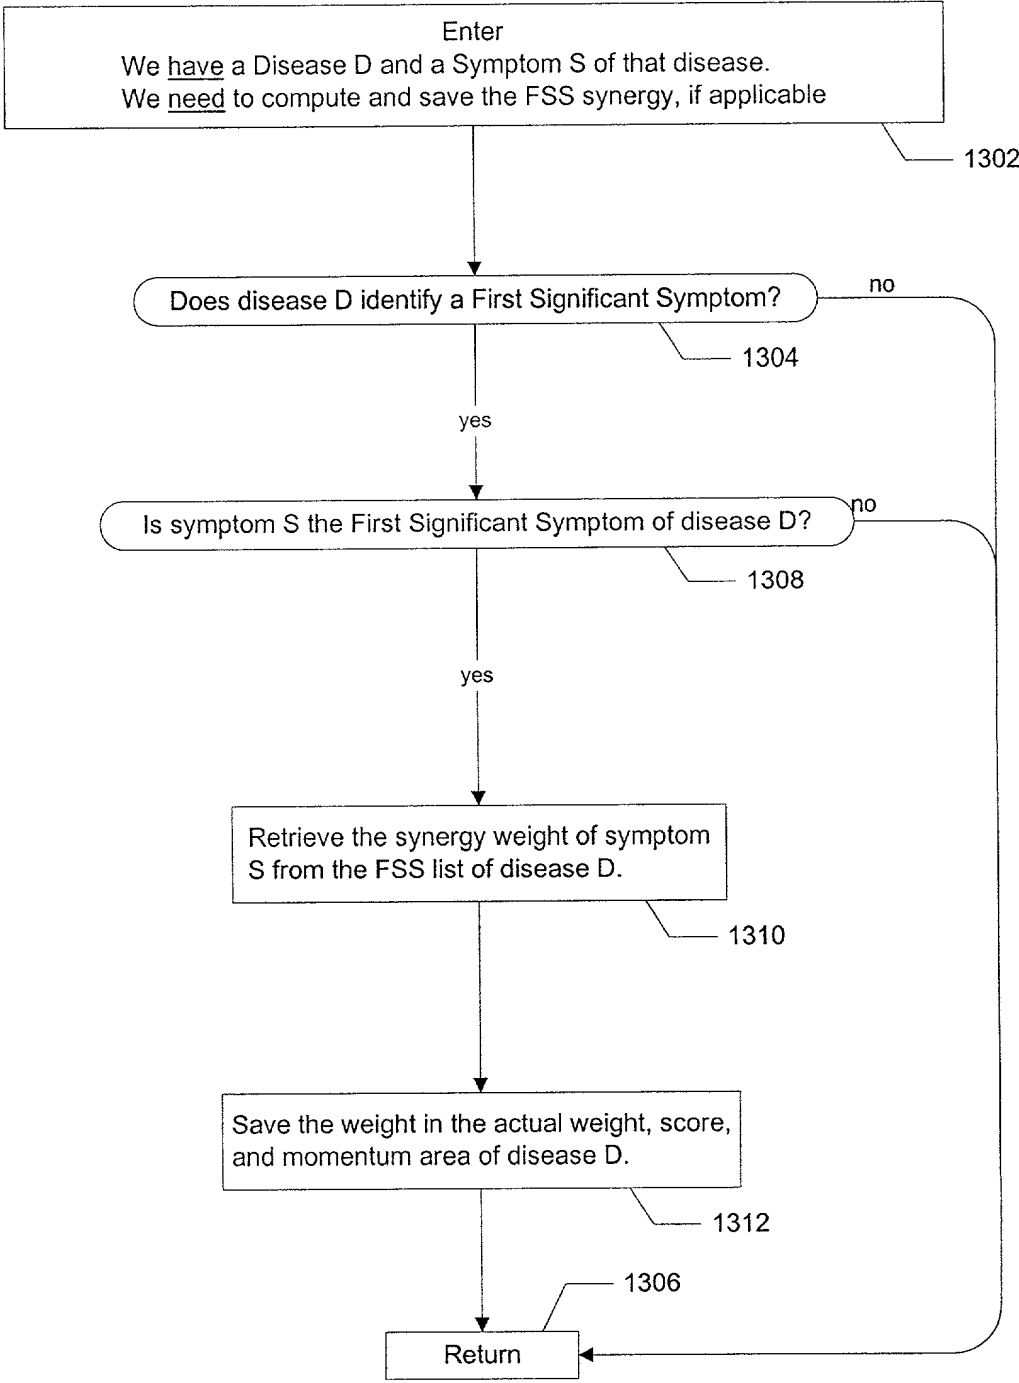 Enter
We have a Disease D and a Symptom S of that disease.
We need to compute and save the FSS synergy, if applicable
1302
Does disease D identify a First Significant Symptom?
no
1304
yes
Is symptom S the First Significant Symptom of disease D?
no
1308
yes
Retrieve the synergy weight of symptom
S from the FSS list of disease D.
1310
Save the weight in the actual weight, score,
and momentum area of disease D.
1312
1306
Return